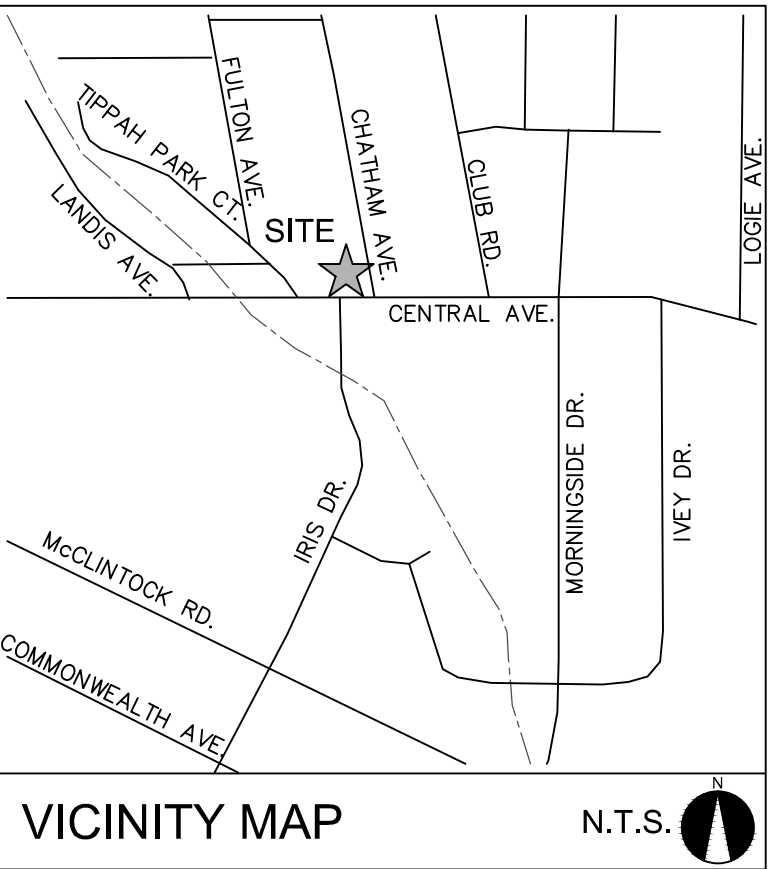 TIPPAH PARK CT.
FULTON AVE.
CHATHAM AVE.
CLUB RD.
LOGIE AVE.
LANDIS AVE.
SITE
CENTRAL AVE.
MORNINGSIDE DR.
IVEY DR.
IRIS DR.
McCLINTOCK RD.
COMMONWEALTH AVE.
VICINITY MAP
N.T.S.
N